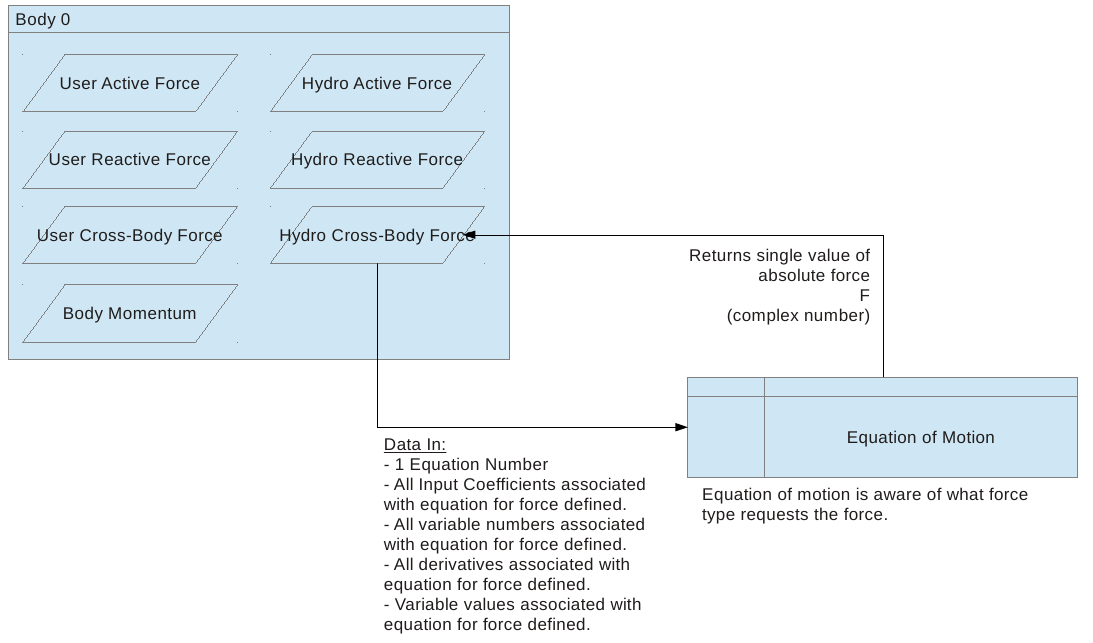 Body 0
User Active Force
Hydro Active Force
User Reactive Force
Hydro Reactive Force
User Cross-Body Force
Hydro Cross-Body Force
Body Momentum
Returns single value of
absolute force
F
(complex number)
Equation of Motion
Equation of motion is aware of what force
type requests the force.
Data In:
- 1 Equation Number
- All Input Coefficients associated
with equation for force defined.
- All variable numbers associated
with equation for force defined.
- All derivatives associated with
equation for force defined.
- Variable values associated with
equation for force defined.